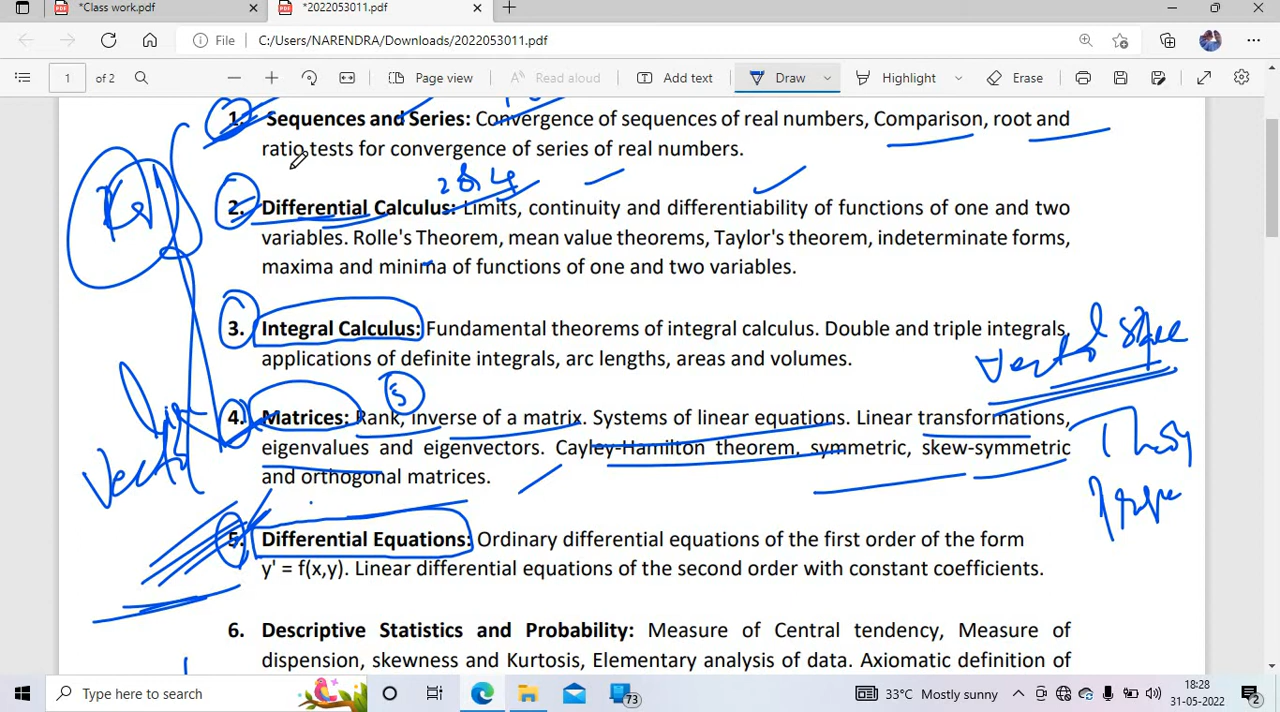 *Class work.pdf
*2022053011.pdf
File C:/Users/NARENDRA/Downloads/2022053011.pdf
1 of 2 Page view Read aloud Add text Draw Highlight Erase
1. Sequences and Series: Convergence of sequences of real numbers, Comparison, root and
ratio tests for convergence of series of real numbers.
2. Differential Calculus: Limits, continuity and differentiability of functions of one and two
variables. Rolle's Theorem, mean value theorems, Taylor's theorem, indeterminate forms,
maxima and minima of functions of one and two variables.
3. Integral Calculus: Fundamental theorems of integral calculus. Double and triple integrals,
applications of definite integrals, arc lengths, areas and volumes.
Vector
4. Matrices: Rank, inverse of a matrix. Systems of linear equations. Linear transformations,
eigenvalues and eigenvectors. Cayley-Hamilton theorem, symmetric, skew-symmetric
and orthogonal matrices.
Vector
5. Differential Equations: Ordinary differential equations of the first order of the form
y' = f(x,y). Linear differential equations of the second order with constant coefficients.
6. Descriptive Statistics and Probability: Measure of Central tendency, Measure of
dispension, skewness and Kurtosis, Elementary analysis of data. Axiomatic definition of
Type here to search
73
33°C Mostly sunny
18:28
31-05-2022
2